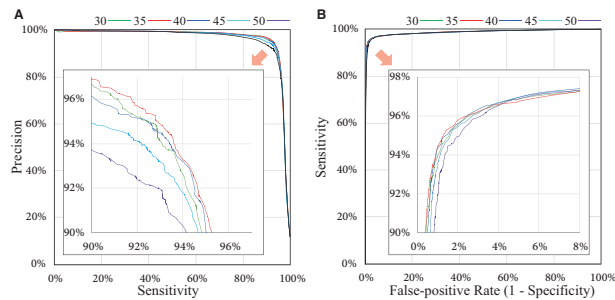 A 30 35 40 45 50
100%
80%
60%
40%
20%
0%
Precision
96%
94%
92%
90%
90% 92% 94% 96%
0% 20% 40% 60% 80% 100%
Sensitivity
B 30 35 40 45 50
100%
80%
60%
40%
20%
0%
Sensitivity
98%
96%
94%
92%
90%
0% 2% 4% 6% 8%
0% 20% 40% 60% 80% 100%
False-positive Rate (1 - Specificity)